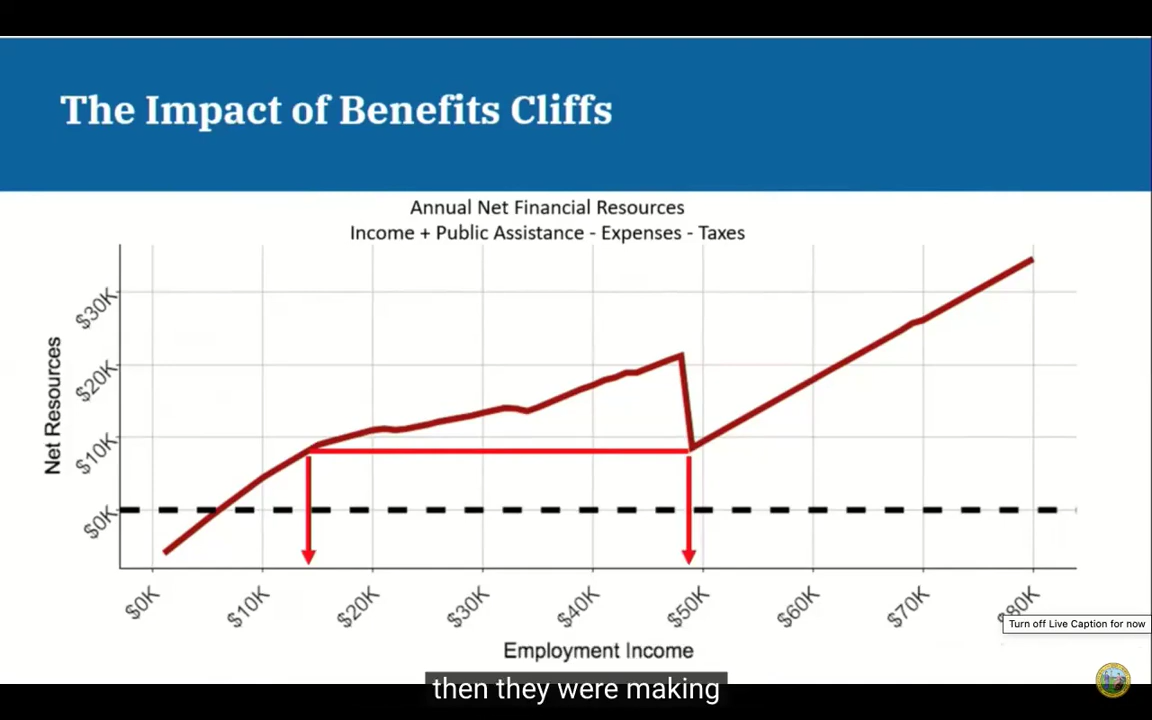 The Impact of Benefits Cliffs
Annual Net Financial Resources
Income + Public Assistance - Expenses - Taxes
Net Resources
$30K
$20K
$10K
$0K
$0K
$10K
$20K
$30K
$40K
$50K
$60K
$70K
$80K
Turn off Live Caption for now
Employment Income
then they were making